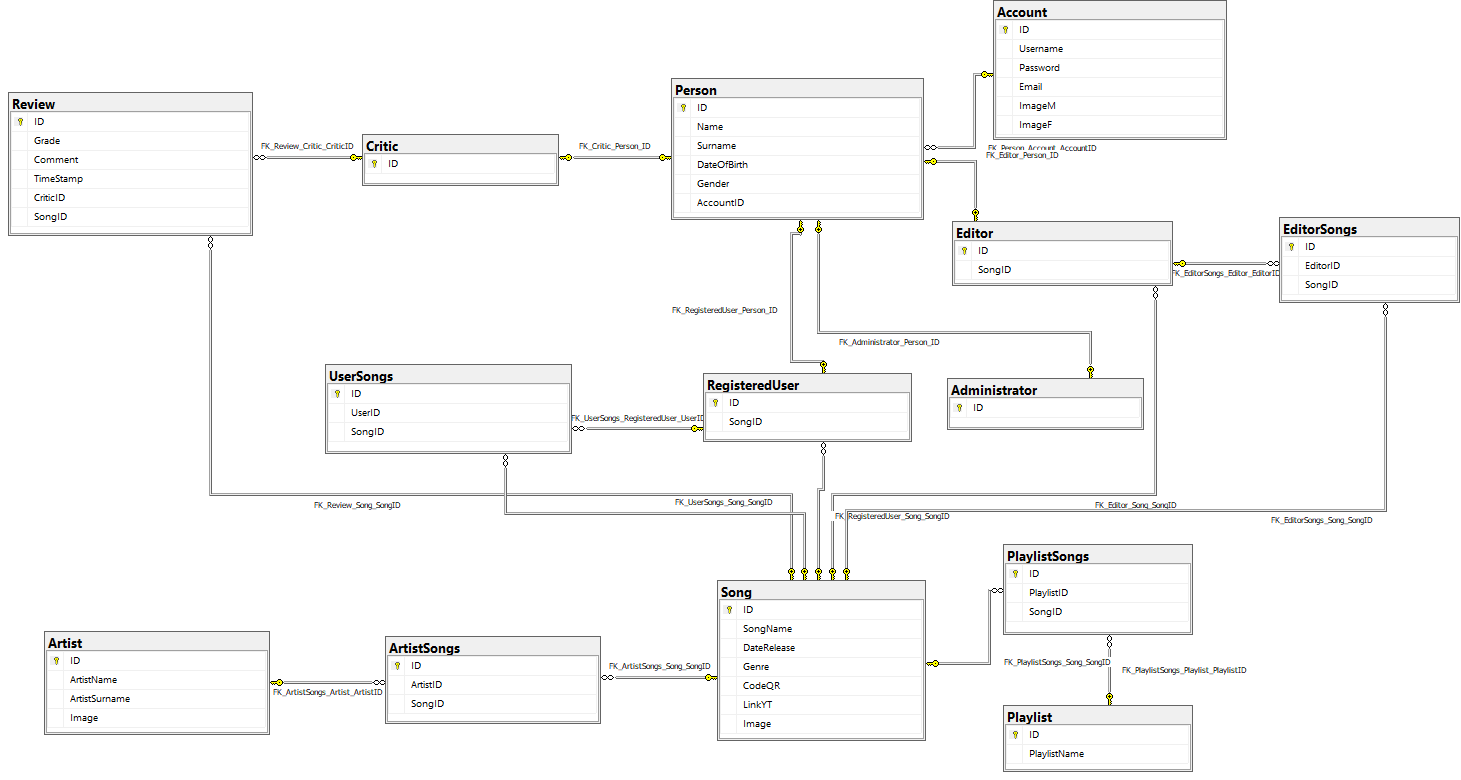 Account
ID
Username
Password
Email
ImageM
ImageF
Person
ID
Name
Surname
DateOfBirth
Gender
AccountID
Review
ID
Grade
Comment
TimeStamp
CriticID
SongID
FK_Review_Critic_CriticID
Critic
ID
FK_Critic_Person_ID
FK_Person_Account_AccountID
FK_Editor_Person_ID
Editor
ID
SongID
FK_EditorSongs_Editor_EditorID
EditorSongs
ID
EditorID
SongID
FK_RegisteredUser_Person_ID
FK_Administrator_Person_ID
UserSongs
ID
UserID
SongID
FK_UserSongs_RegisteredUser_UserID
RegisteredUser
ID
SongID
Administrator
ID
FK_Review_Song_SongID
FK_UserSongs_Song_SongID
FK_RegisteredUser_Song_SongID
FK_Editor_Song_SongID
FK_EditorSongs_Song_SongID
Artist
ID
ArtistName
ArtistSurname
Image
FK_ArtistSongs_Artist_ArtistID
ArtistSongs
ID
ArtistID
SongID
FK_ArtistSongs_Song_SongID
Song
ID
SongName
DateRelease
Genre
CodeQR
LinkYT
Image
PlaylistSongs
ID
PlaylistID
SongID
FK_PlaylistSongs_Song_SongID
FK_PlaylistSongs_Playlist_PlaylistID
Playlist
ID
PlaylistName